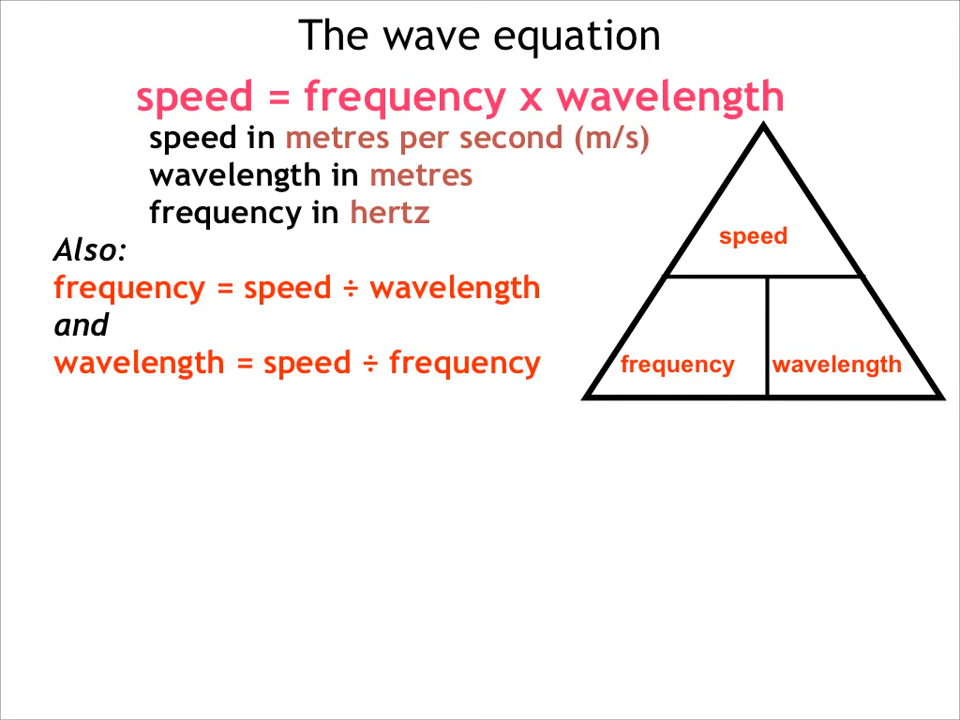 The wave equation
speed = frequency x wavelength
speed in metres per second (m/s)
wavelength in metres
frequency in hertz
Also:
frequency = speed ÷ wavelength
and
wavelength = speed ÷ frequency
speed
frequency wavelength